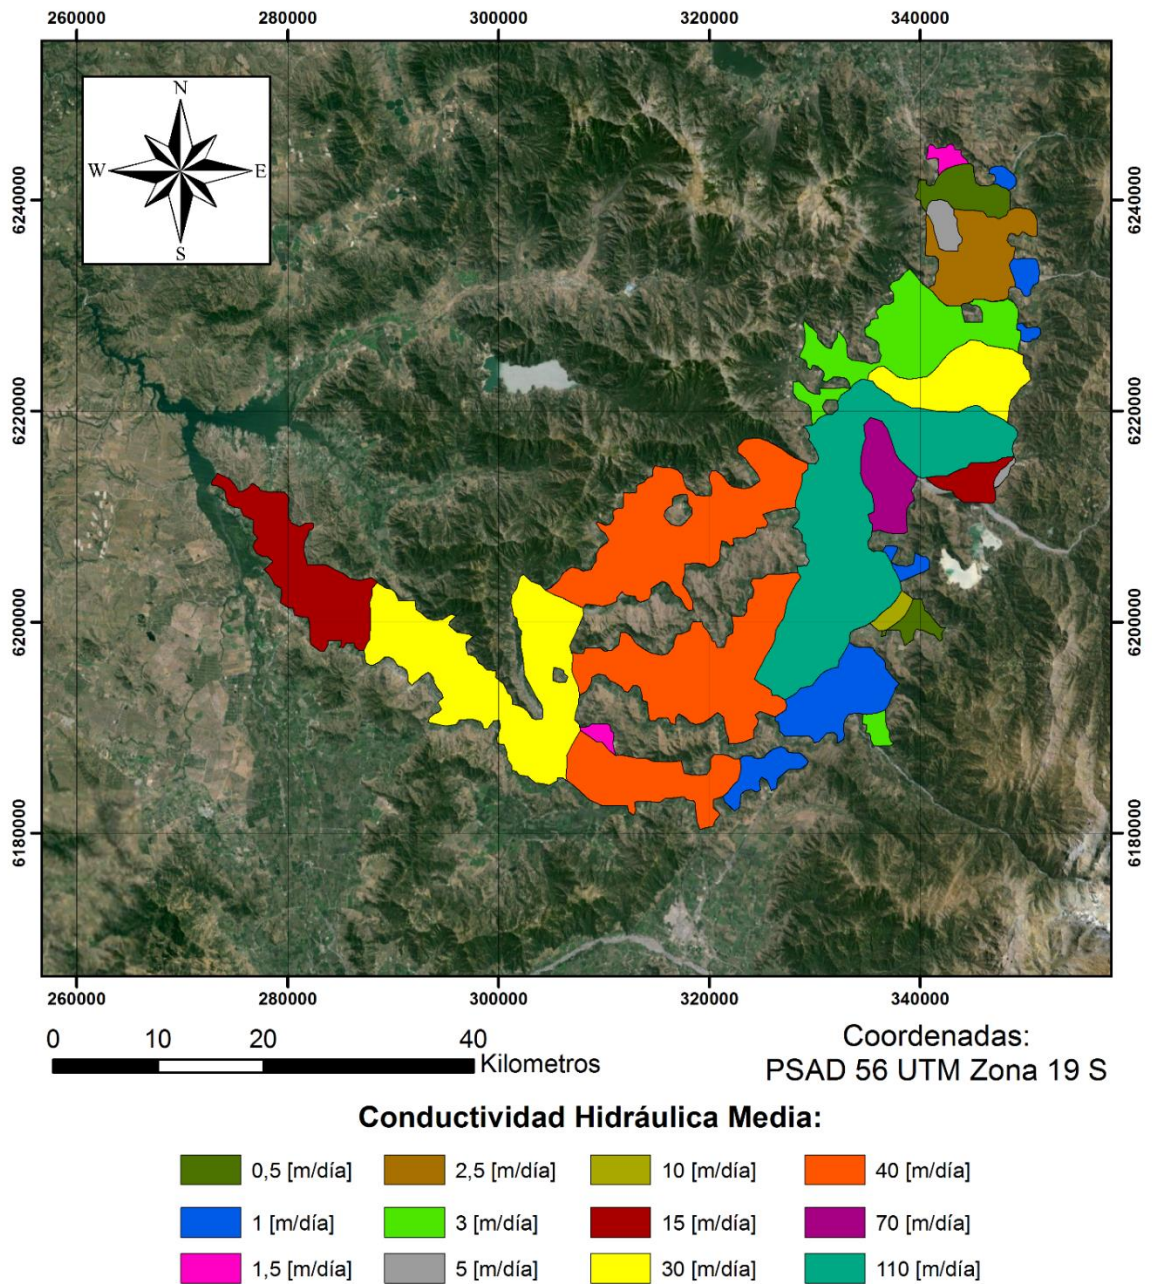 260000 280000 300000 320000 340000
N
W E
S
6240000 6240000
6220000 6220000
6200000 6200000
6180000 6180000
260000 280000 300000 320000 340000
0 10 20 40
Kilometros
Coordenadas:
PSAD 56 UTM Zona 19 S
Conductividad Hidráulica Media:
0,5 [m/día] 2,5 [m/día] 10 [m/día] 40 [m/día]
1 [m/día] 3 [m/día] 15 [m/día] 70 [m/día]
1,5 [m/día] 5 [m/día] 30 [m/día] 110 [m/día]